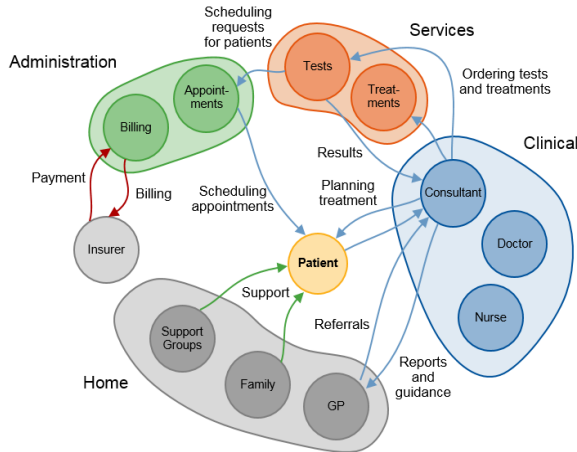 Scheduling
requests
for patients
Services
Administration
Tests
Ordering tests
and treatments
Appoint-
ments
Treat-
ments
Billing
Results
Clinical
Payment
Billing
Scheduling
appointments
Planning
treatment
Consultant
Insurer
Patient
Doctor
Support
Nurse
Support
Groups
Referrals
Home
Family
GP
Reports
and
guidance